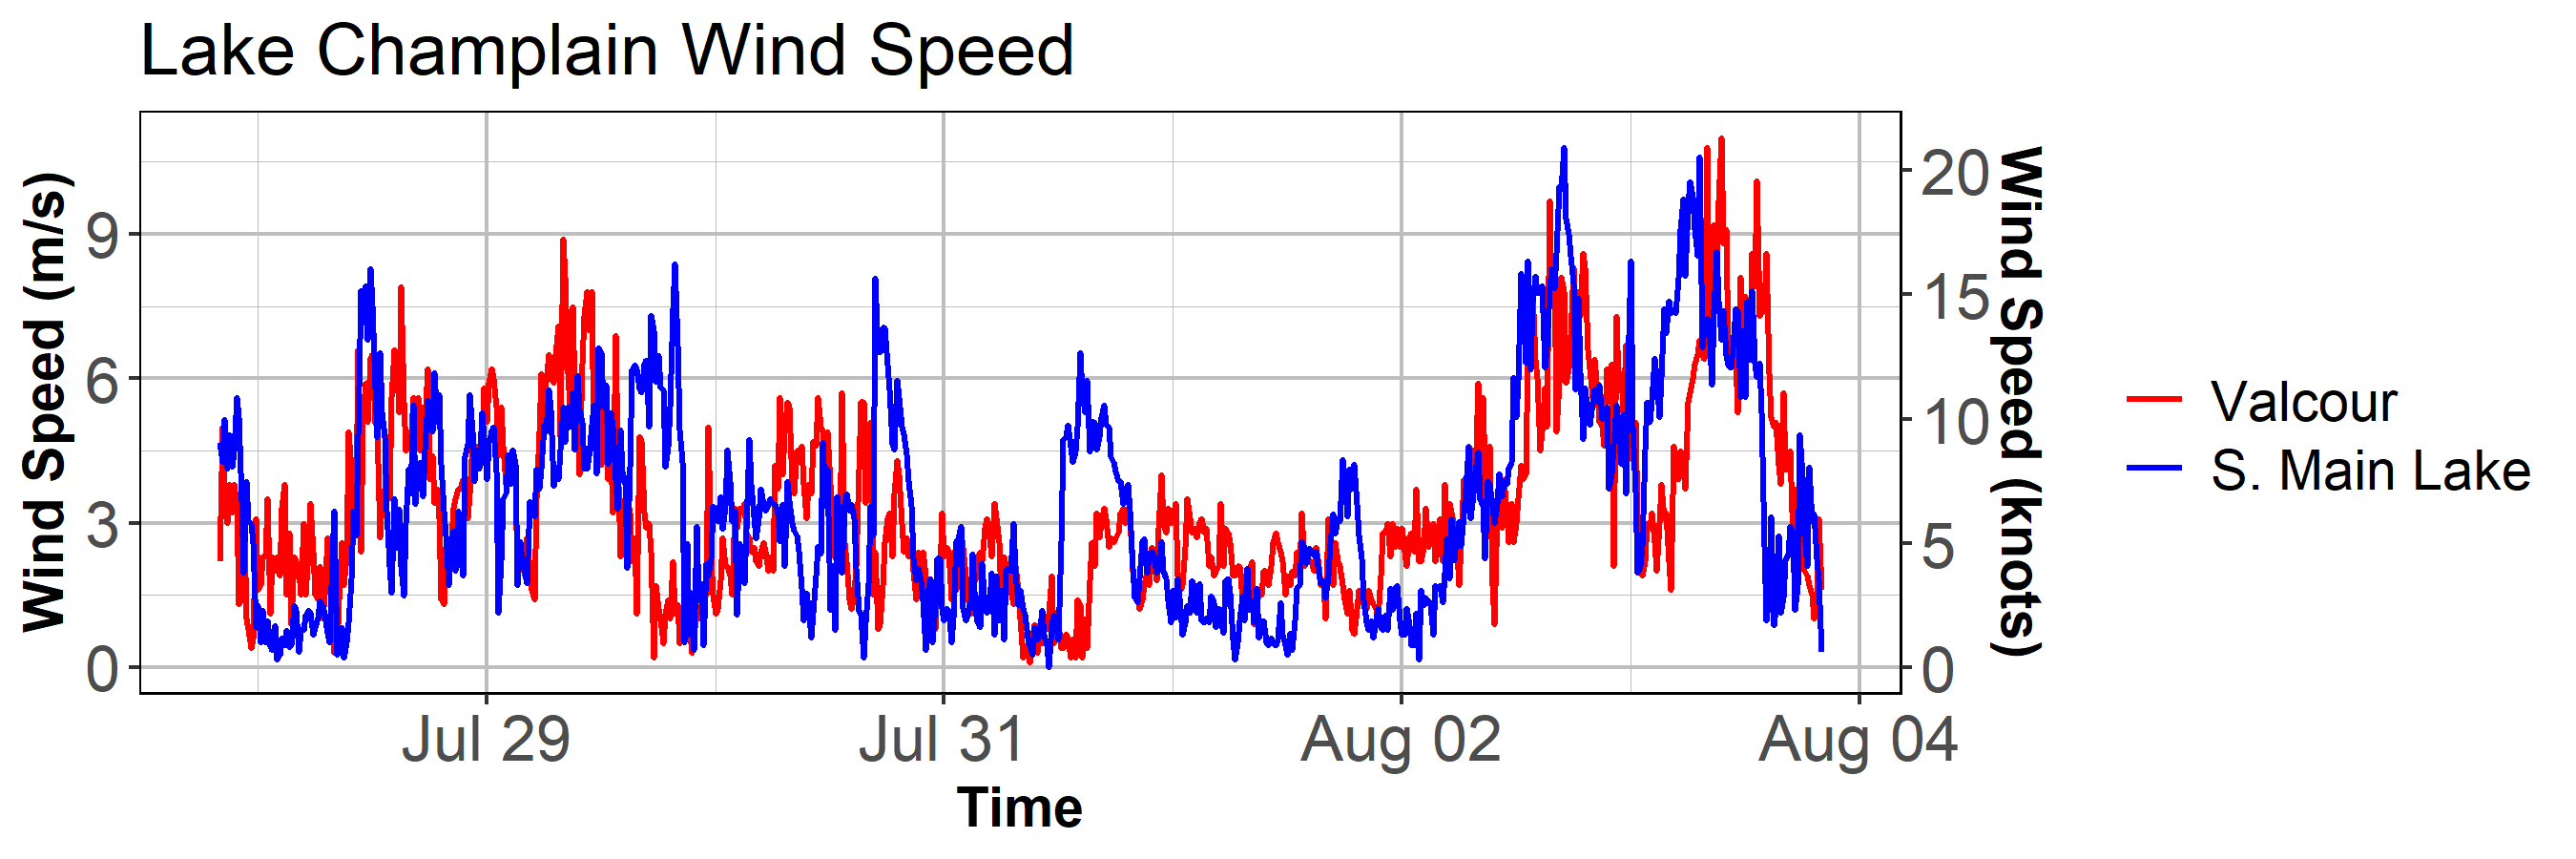 Lake Champlain Wind Speed
Wind Speed (m/s)
9
6
3
0
20
15
10
5
0
Wind Speed (knots)
Jul 29
Jul 31
Aug 02
Aug 04
Time
Valcour
S. Main Lake